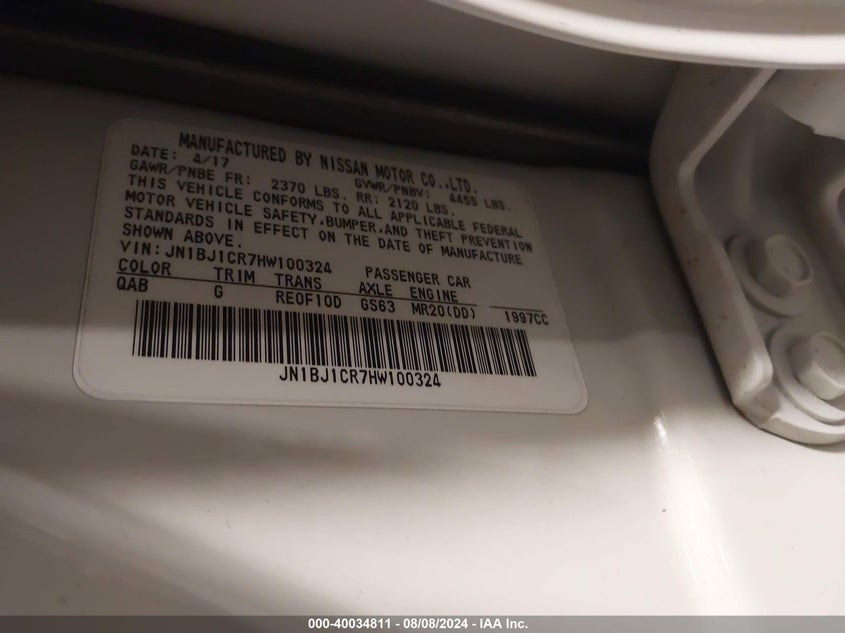 MANUFACTURED BY NISSAN MOTOR CO.,LTD.
DATE: 4/17 GVWR/PNBV: 4455 LBS.
GAWR/PNBE FR: 2370 LBS. RR: 2120 LBS.
THIS VEHICLE CONFORMS TO ALL APPLICABLE FEDERAL
MOTOR VEHICLE SAFETY,BUMPER,AND THEFT PREVENTION
STANDARDS IN EFFECT ON THE DATE OF MANUFACTURE
SHOWN ABOVE.
VIN:JN1BJ1CR7HW100324 PASSENGER CAR
COLOR TRIM TRANS AXLE ENGINE
QAB G RE0F10D GS63 MR20(DD) 1997CC
JN1BJ1CR7HW100324
000-40034811 - 08/08/2024 - IAA Inc.